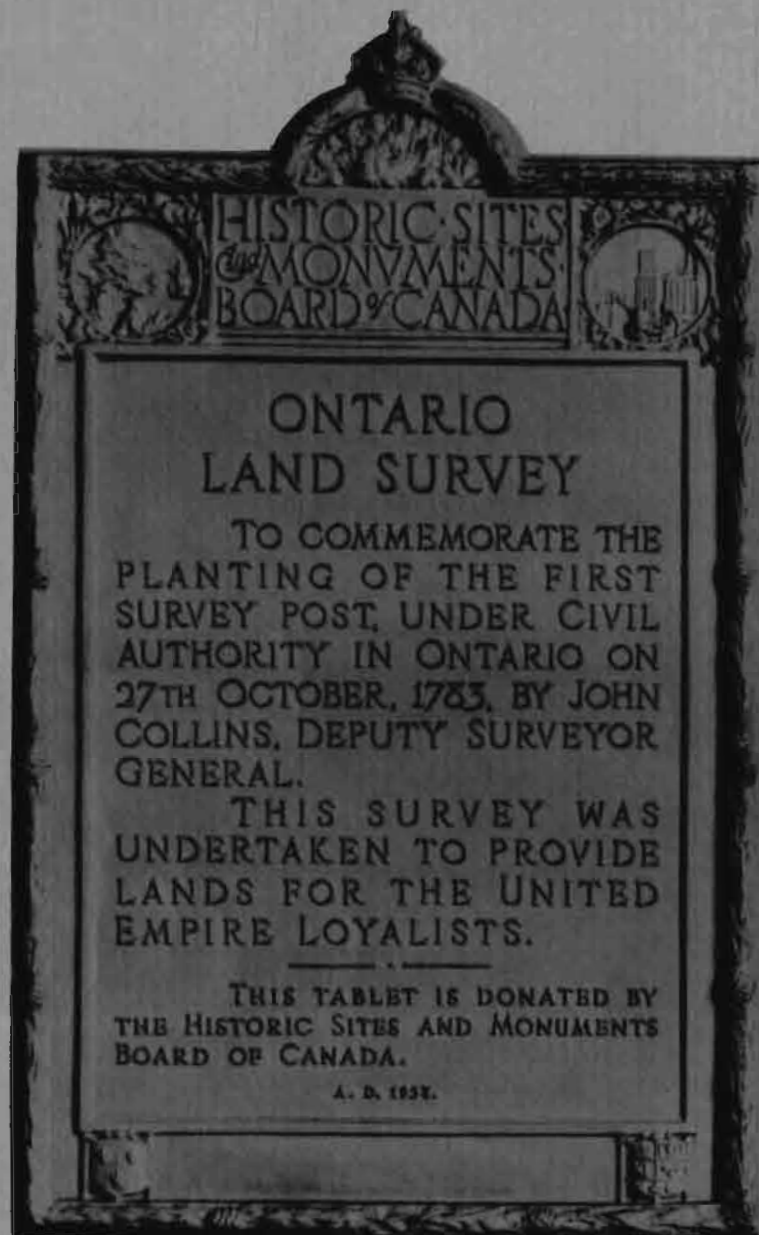 HISTORIC·SITES
and MONVMENTS·
BOARD of CANADA
ONTARIO
LAND SURVEY
TO COMMEMORATE THE
PLANTING OF THE FIRST
SURVEY POST, UNDER CIVIL
AUTHORITY IN ONTARIO ON
27TH OCTOBER, 1783, BY JOHN
COLLINS, DEPUTY SURVEYOR
GENERAL.
THIS SURVEY WAS
UNDERTAKEN TO PROVIDE
LANDS FOR THE UNITED
EMPIRE LOYALISTS.
THIS TABLET IS DONATED BY
THE HISTORIC SITES AND MONUMENTS
BOARD OF CANADA.
A. D.